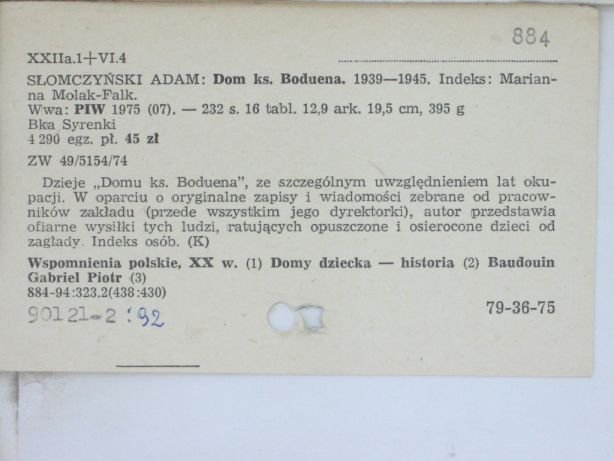 884
XXIIa.1+VI.4
SŁOMCZYŃSKI ADAM: Dom ks. Boduena. 1939—1945. Indeks: Marian-
na Molak-Falk.
Wwa: PIW 1975 (07). — 232 s. 16 tabl. 12,9 ark. 19,5 cm, 395 g
Bka Syrenki
4 290 egz. pł. 45 zł
ZW 49/5154/74
Dzieje „Domu ks. Boduena", ze szczególnym uwzględnieniem lat oku-
pacji. W oparciu o oryginalne zapisy i wiadomości zebrane od pracow-
ników zakładu (przede wszystkim jego dyrektorki), autor przedstawia
ofiarne wysiłki tych ludzi, ratujących opuszczone i osierocone dzieci od
zagłady. Indeks osób. (K)
Wspomnienia polskie, XX w. (1) Domy dziecka — historia (2) Baudouin
Gabriel Piotr (3)
884-94:323.2(438:430)
79-36-75
90121-2 :92